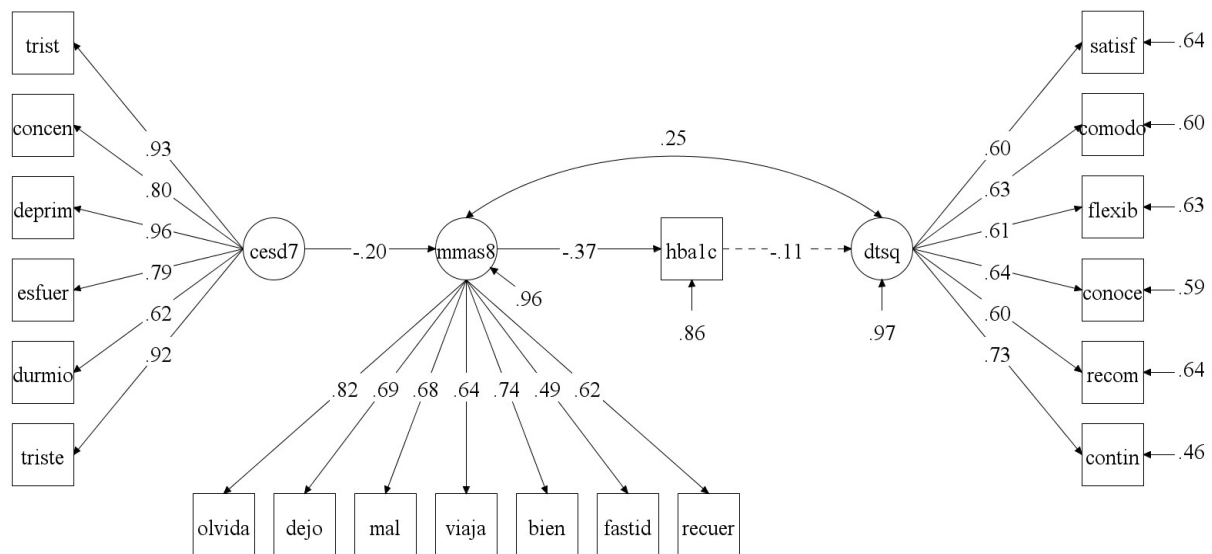 trist
concen
deprim
esfuer
durmio
triste
.93
.80
.96
.79
.62
.92
cesd7
-.20
mmas8
.96
-.37
hba1c
.86
-.11
dtsq
.97
.25
.82
.69
.68
.64
.74
.49
.62
olvida
dejo
mal
viaja
bien
fastid
recuer
.60
.63
.61
.64
.60
.73
satisf
.64
comodo
.60
flexib
.63
conoce
.59
recom
.64
contin
.46